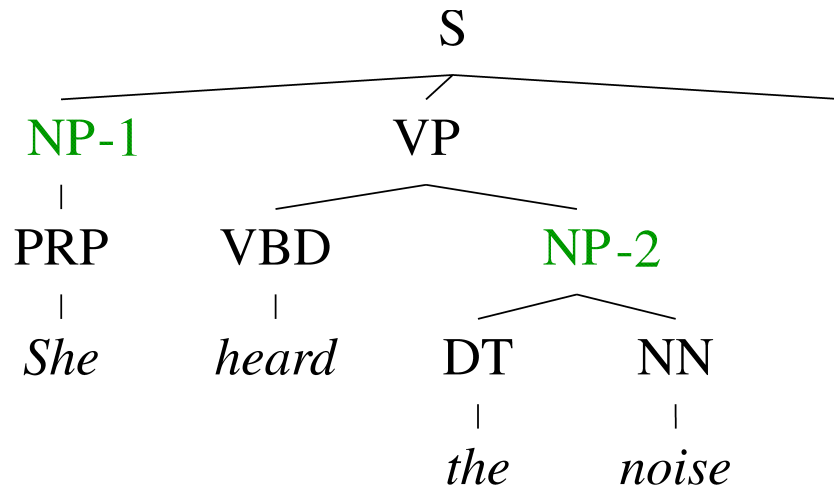 S
NP-1 VP
PRP VBD NP-2
She heard DT NN
the noise